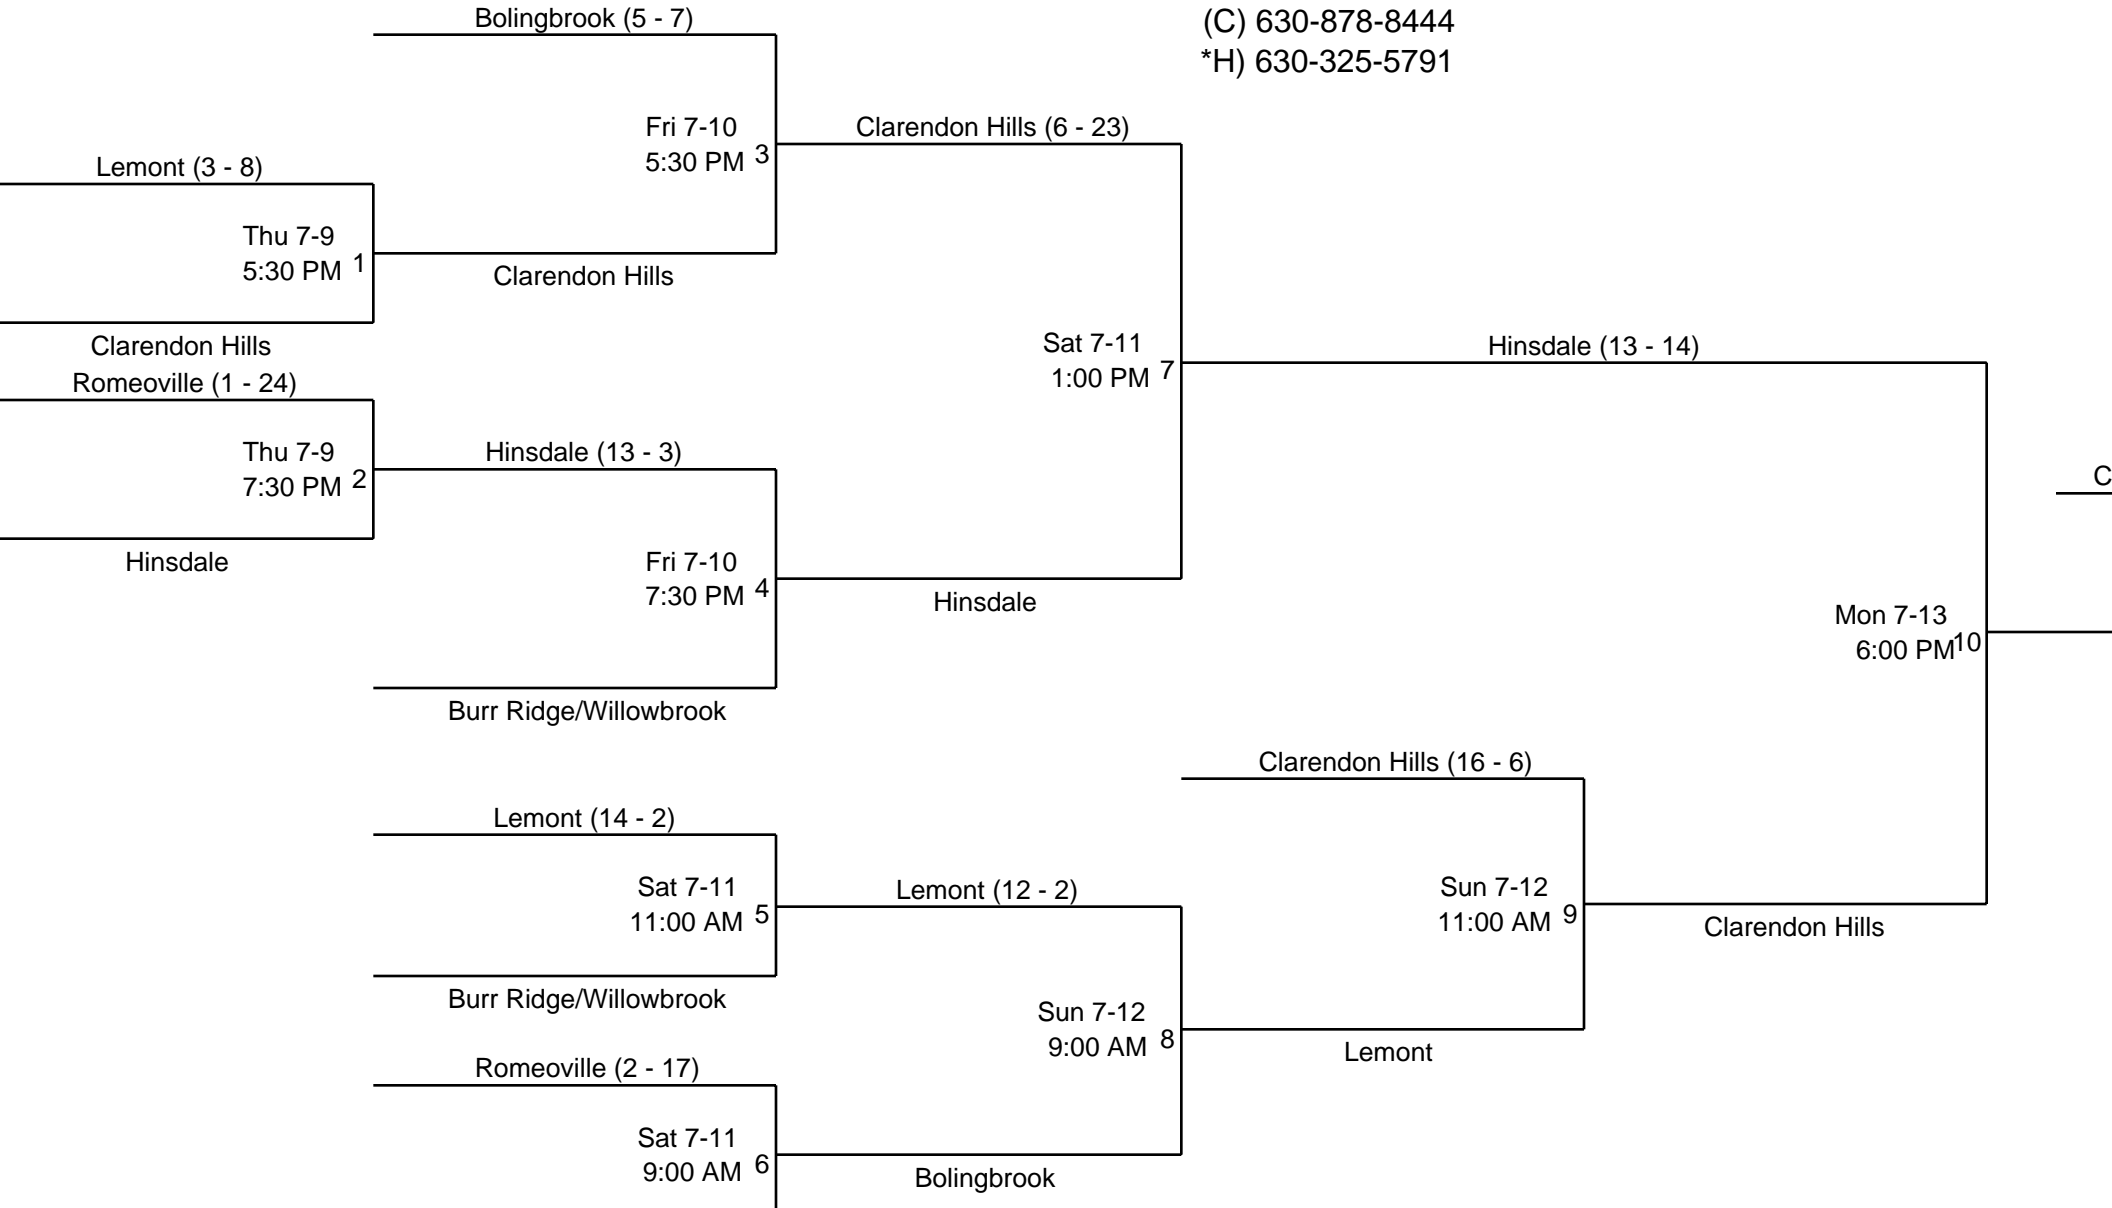 Bolingbrook (5 - 7)
(C) 630-878-8444
*H) 630-325-5791
Fri 7-10
5:30 PM 3
Clarendon Hills (6 - 23)
Lemont (3 - 8)
Thu 7-9
5:30 PM 1
Clarendon Hills
Clarendon Hills
Sat 7-11
1:00 PM 7
Hinsdale (13 - 14)
Romeoville (1 - 24)
Thu 7-9
7:30 PM 2
Hinsdale (13 - 3)
C
Hinsdale
Fri 7-10
7:30 PM 4
Hinsdale
Mon 7-13
6:00 PM 10
Burr Ridge/Willowbrook
Clarendon Hills (16 - 6)
Lemont (14 - 2)
Sat 7-11
11:00 AM 5
Lemont (12 - 2)
Sun 7-12
11:00 AM 9
Clarendon Hills
Burr Ridge/Willowbrook
Sun 7-12
9:00 AM 8
Lemont
Romeoville (2 - 17)
Sat 7-11
9:00 AM 6
Bolingbrook